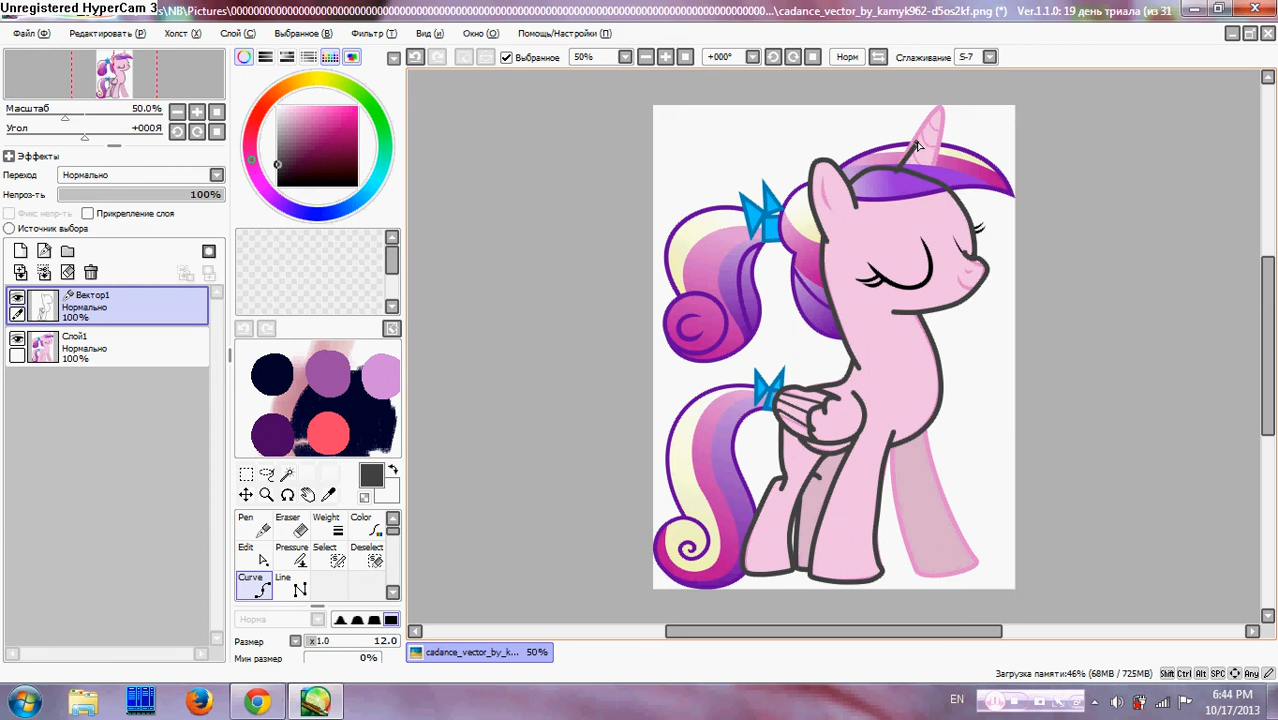 Unregistered HyperCam 3
...\NB\Pictures\ ...\cadance_vector_by_kamyk962-d5os2kf.png (*) Ver.1.1.0: 19 день триала (из 31
Файл (Ф) Редактировать (Р) Холст (X) Слой (С) Выбранное (В) Фильтр (Т) Вид (И) Окно (О) Помощь/Настройки (П)
Выбранное 50% +000° Норм Сглаживание S-7
Масштаб 50.0%
Угол +000Я
Эффекты
Переход Нормально
Непроз-ть 100%
Фикс непр-ть Прикрепление слоя
Источник выбора
Вектор1
Нормально
100%
Слой1
Нормально
100%
Pen Eraser Weight Color
Edit Pressure Select Deselect
Curve Line
Норма
Размер x1.0 12.0
Мин размер 0%
cadance_vector_by_k... 50%
Загрузка памяти:46% (68MB / 725MB) Shift Ctrl Alt SPC Any
EN
6:44 PM
10/17/2013